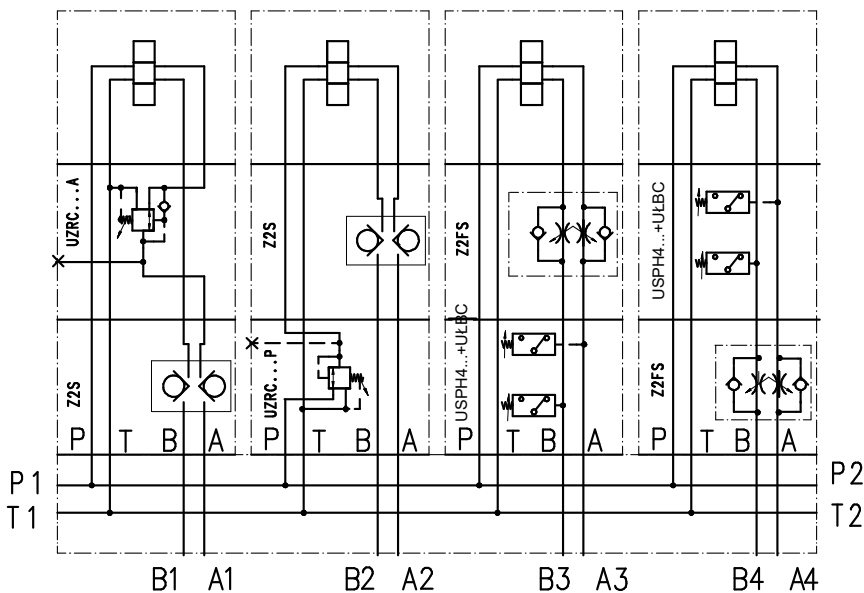 UZRC...A
Z2S
Z2FS
USPH4...+UŁBC
Z2S
UZRC...P
USPH4...+UŁBC
Z2FS
P T B A P T B A P T B A P T B A
P1 P2
T1 T2
B1 A1 B2 A2 B3 A3 B4 A4